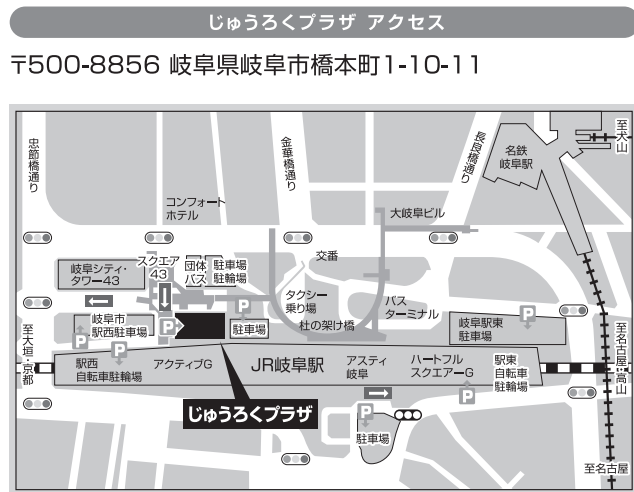 じゅうろくプラザ アクセス
〒500-8856 岐阜県岐阜市橋本町1-10-11
忠節橋通り
金華橋通り
長良橋通り
名鉄
岐阜駅
至犬山
コンフォート
ホテル
大岐阜ビル
交番
スクエア
43
岐阜シティ・
タワー43
団体
バス
駐車場
駐輪場
タクシー
乗り場
バス
ターミナル
杜の架け橋
岐阜市
駅西駐車場
P
P
P
駐車場
P
岐阜駅東
駐車場
P
至大垣・京都
駅西
自転車駐輪場
P
アクティブG
JR岐阜駅
アスティ
岐阜
ハートフル
スクエアーG
駅東
自転車
駐輪場
P
至名古屋・高山
じゅうろくプラザ
P
駐車場
至名古屋